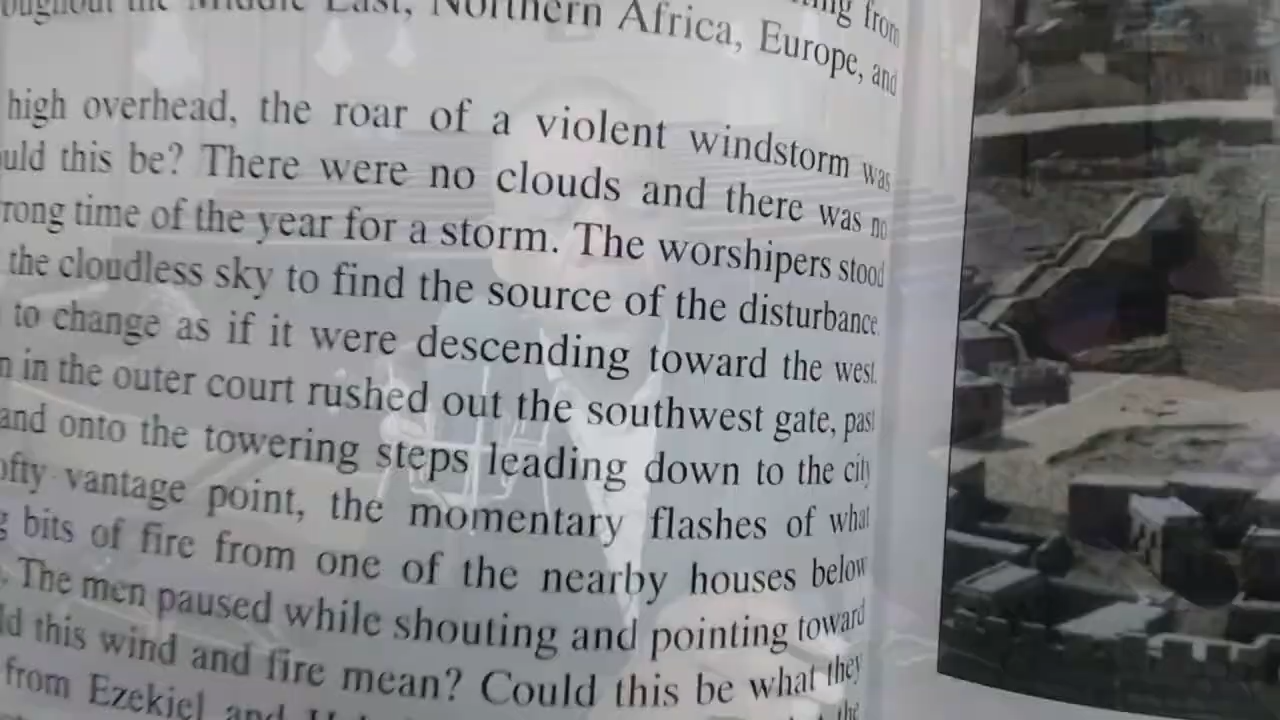 the Middle East, Northern Africa, Europe, and
from
high overhead, the roar of a violent windstorm was
this be? There were no clouds and there was no
time of the year for a storm. The worshipers stood
the cloudless sky to find the source of the disturbance.
to change as if it were descending toward the west.
in the outer court rushed out the southwest gate, past
and onto the towering steps leading down to the city
vantage point, the momentary flashes of what
bits of fire from one of the nearby houses below
. The men paused while shouting and pointing toward
this wind and fire mean? Could this be what they
from Ezekiel and
the